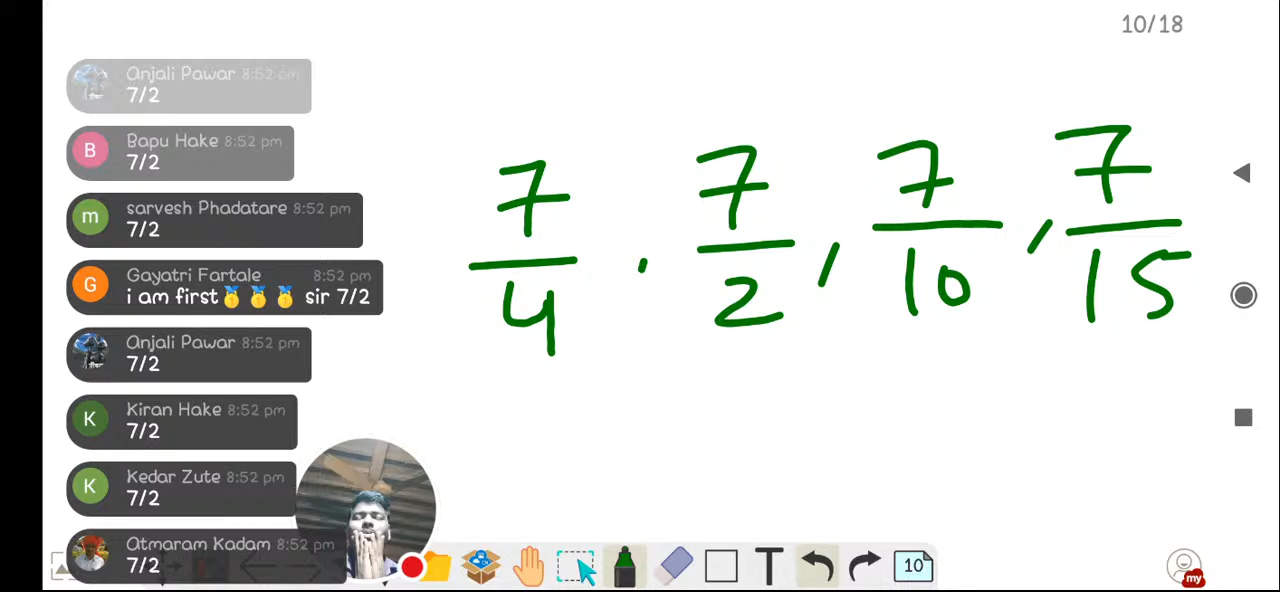 10/18
Anjali Pawar 8:52 pm
7/2
B Bapu Hake 8:52 pm
7/2
m sarvesh Phadatare 8:52 pm
7/2
G Gayatri Fartale 8:52 pm
i am first🥇🥇🥇 sir 7/2
Anjali Pawar 8:52 pm
7/2
K Kiran Hake 8:52 pm
7/2
K Kedar Zute 8:52 pm
7/2
Atmaram Kadam 8:52 pm
7/2
7/4 . 7/2 , 7/10 , 7/15
T 10 my